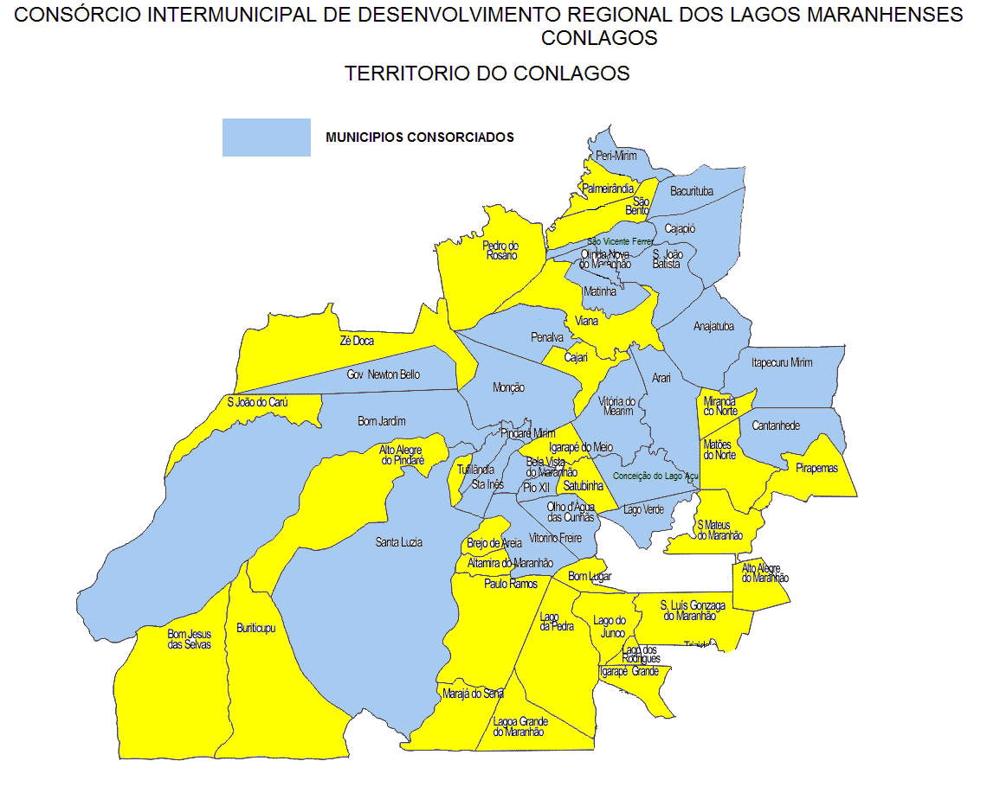 CONSÓRCIO INTERMUNICIPAL DE DESENVOLVIMENTO REGIONAL DOS LAGOS MARANHENSES
CONLAGOS
TERRITORIO DO CONLAGOS
MUNICIPIOS CONSORCIADOS
Peri-Mirim
Palmeirândia
Bacurituba
São
Bento
Cajapió
São Vicente Ferrer
Pedro do
Rosário
Olinda Nova
do Maranhão
S. João
Batista
Matinha
Viana
Anajatuba
Penalva
Zé Doca
Cajari
Itapecuru Mirim
Gov Newton Bello
Arari
Monção
S João do Carú
Vitória do
Mearim
Miranda
do Norte
Bom Jardim
Cantanhede
Pindaré Mirim
Igarapé do Meio
Matões
do Norte
Alto Alegre
do Pindaré
Bela Vista
do Maranhão
Tufilândia
Pirapemas
Conceição do Lago Açu
Sta Inês
Pio XII
Satubinha
Olho d'Água
das Cunhãs
Lago Verde
S Mateus
do Maranhão
Santa Luzia
Brejo de Areia
Vitorino Freire
Altamira do Maranhão
Alto Alegre
do Maranhão
Bom Lugar
Paulo Ramos
S. Luís Gonzaga
do Maranhão
Lago
da Pedra
Lago do
Junco
Buriticupu
Bom Jesus
das Selvas
Lago dos
Rodrigues
Igarapé Grande
Marajá do Sena
Lagoa Grande
do Maranhão